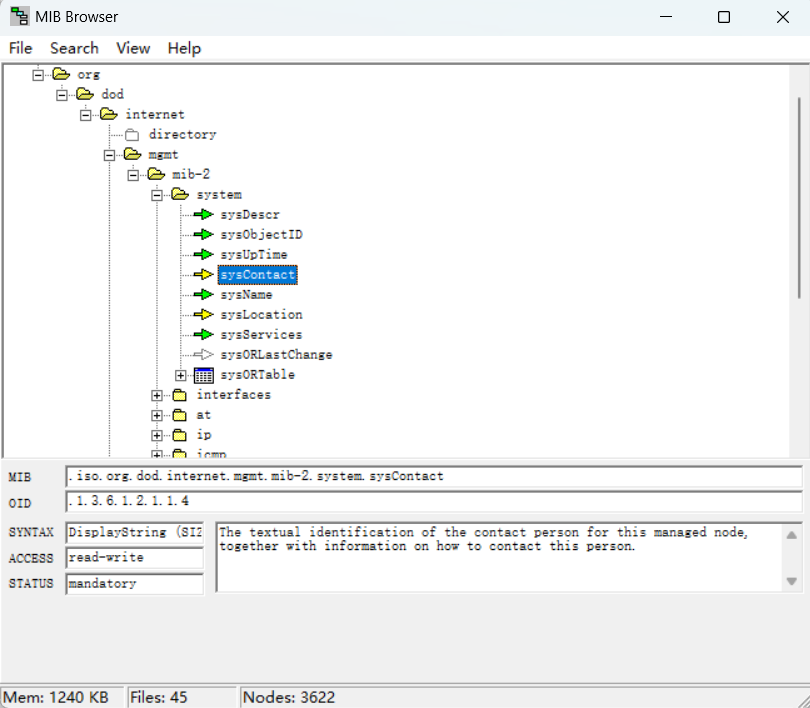 MIB Browser
File Search View Help
org
dod
internet
directory
mgmt
mib-2
system
sysDescr
sysObjectID
sysUpTime
sysContact
sysName
sysLocation
sysServices
sysORLastChange
sysORTable
interfaces
at
ip
icmp
MIB .iso.org.dod.internet.mgmt.mib-2.system.sysContact
OID .1.3.6.1.2.1.1.4
SYNTAX DisplayString (SIZ
ACCESS read-write
STATUS mandatory
The textual identification of the contact person for this managed node,
together with information on how to contact this person.
Mem: 1240 KB Files: 45 Nodes: 3622